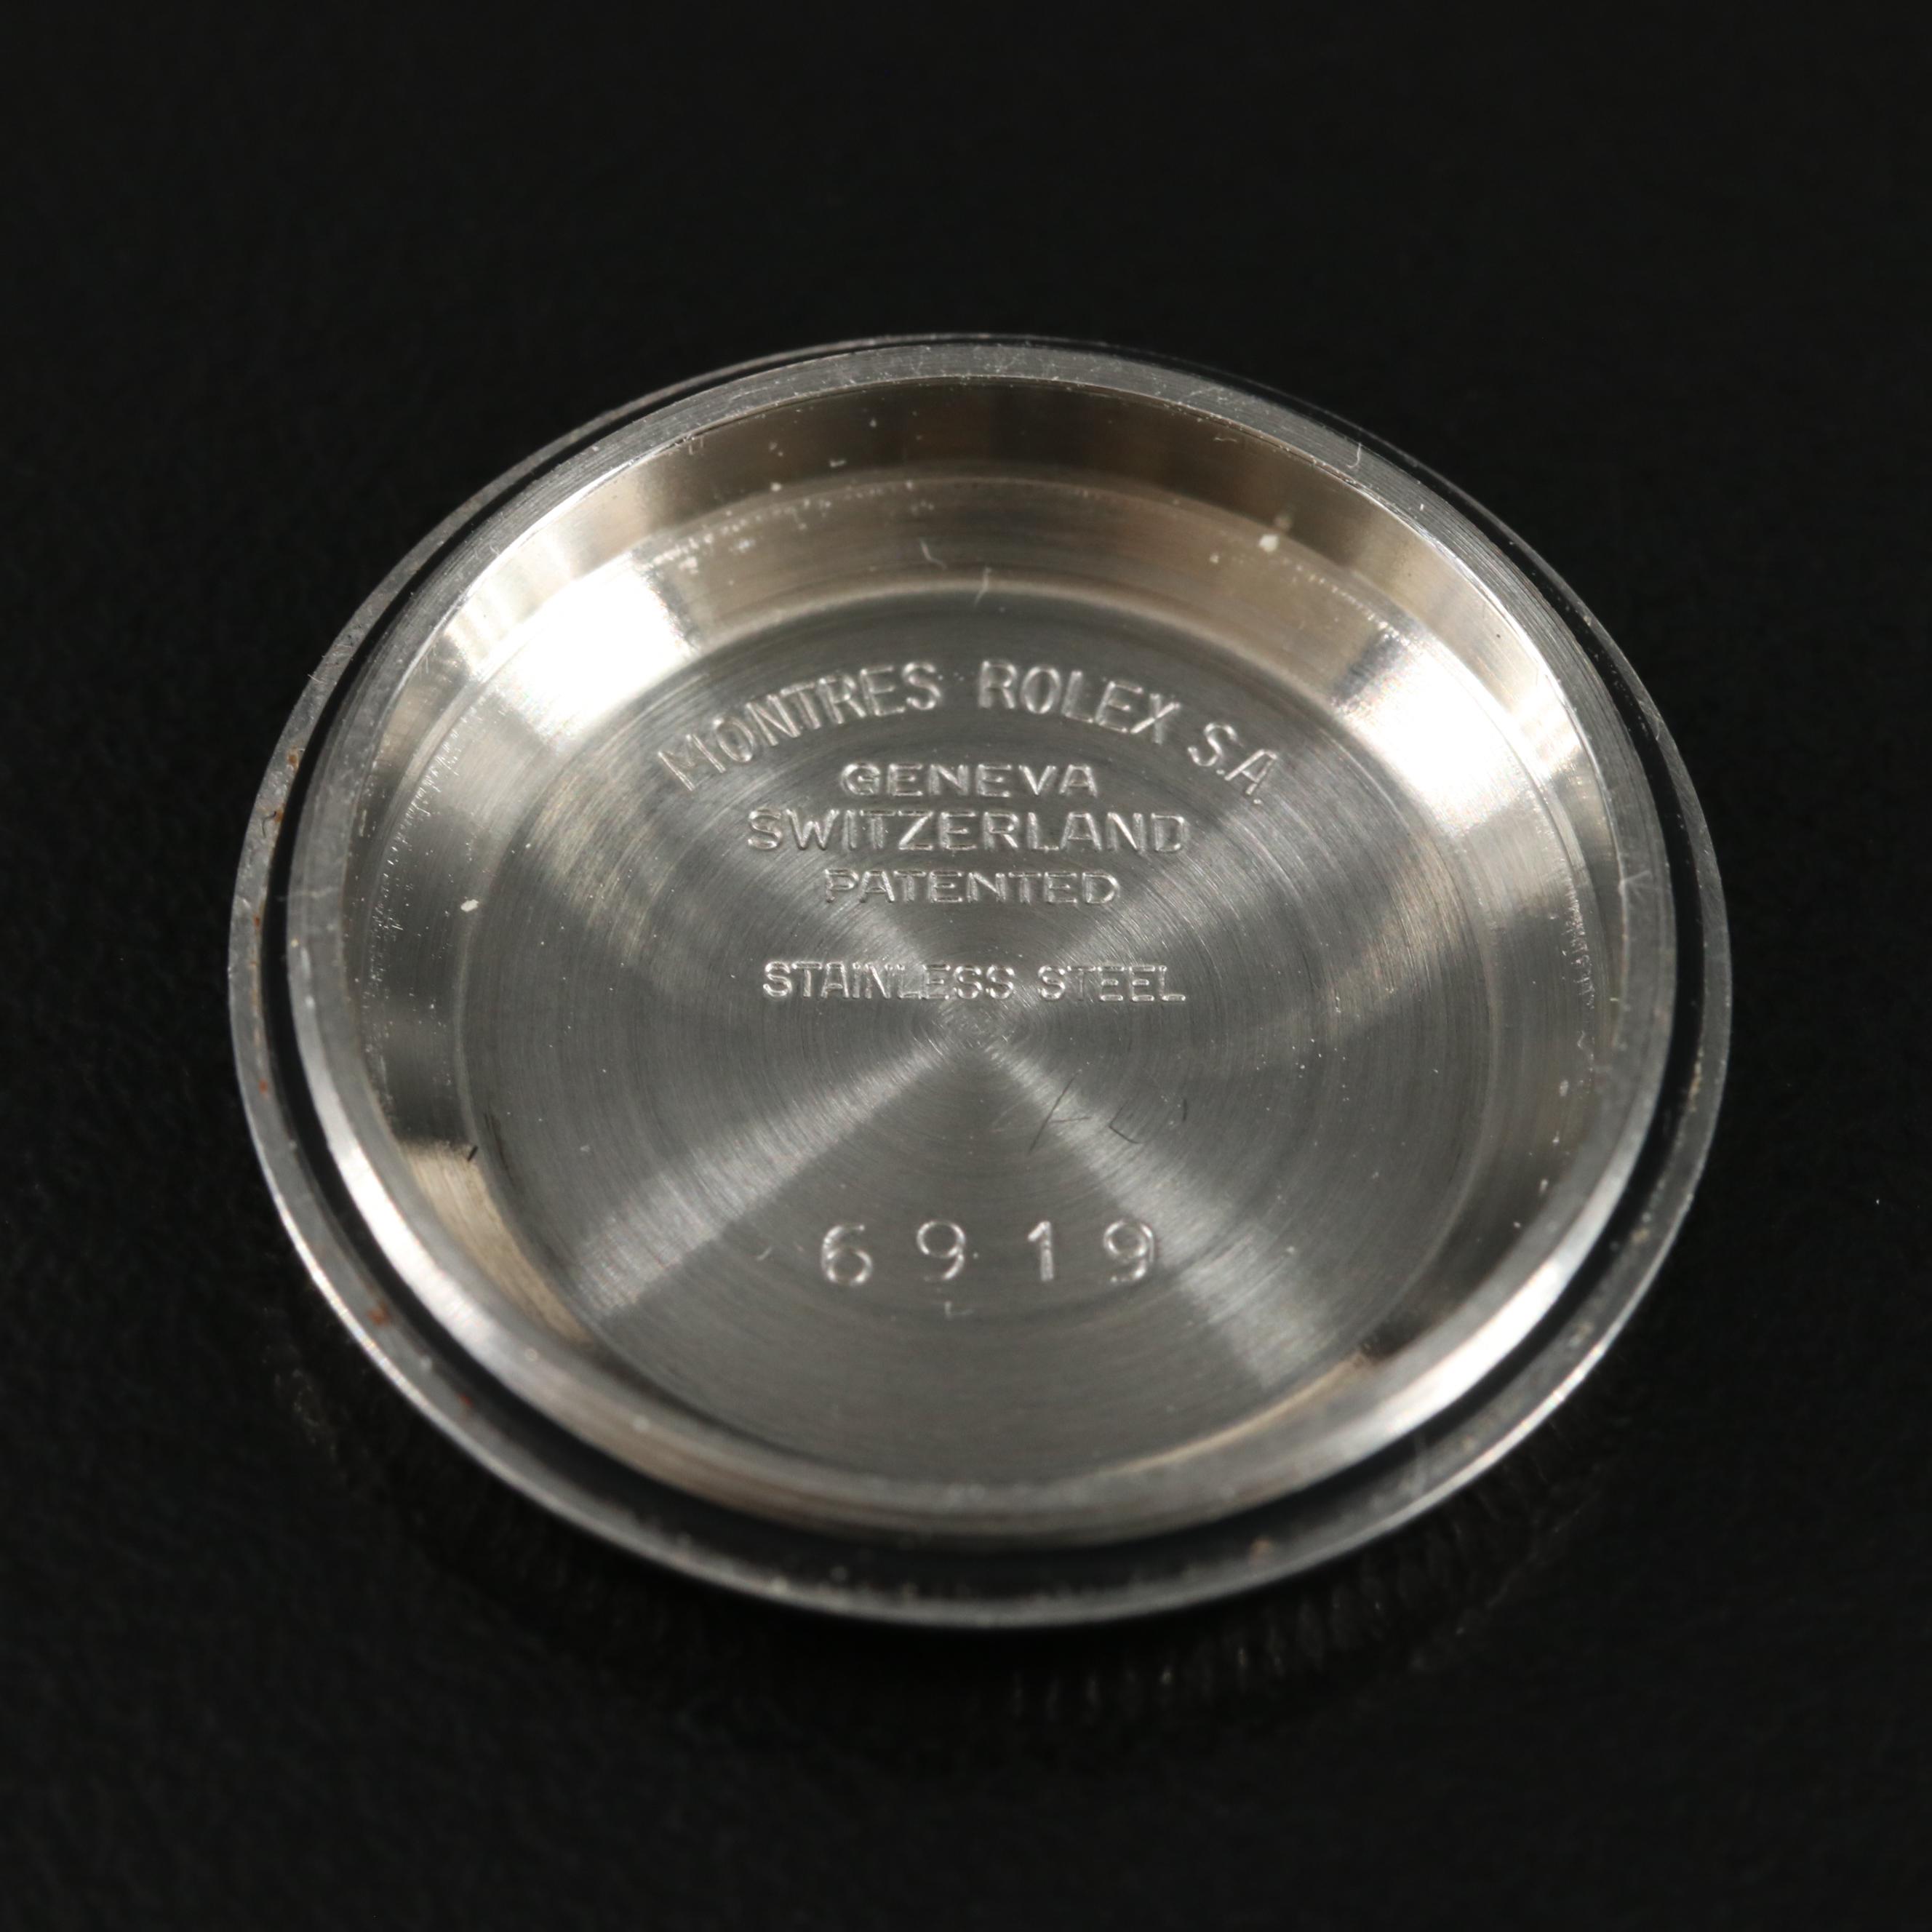 MONTRES ROLEX S.A.
GENEVA
SWITZERLAND
PATENTED
STAINLESS STEEL
6919